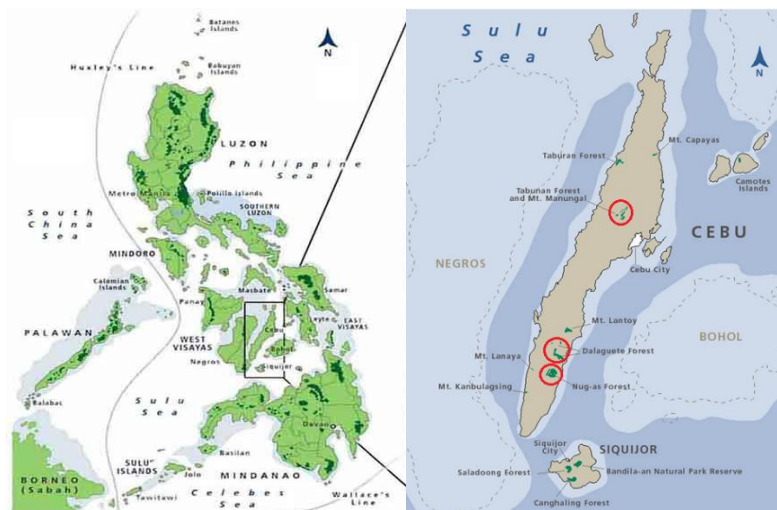 Batanes
Islands
N
Huxley's Line
Babuyan
Islands
LUZON
Philippine
Sea
Metro Manila
Polillo Islands
SOUTHERN
LUZON
South
China
Sea
MINDORO
Calamian
Islands
Masbate
Samar
Panay
PALAWAN
WEST
VISAYAS
Cebu
Leyte
EAST
VISAYAS
Negros
Bohol
Siquijor
Balabac
Sulu
Sea
Davao
Basilan
SULU
ISLANDS
Jolo
MINDANAO
BORNEO
(Sabah)
Tawitawi
Celebes
Sea
Wallace's
Line
Sulu
Sea
N
Mt. Capayas
Taburan Forest
Camotes
Islands
Tabunan Forest
and Mt. Manungal
CEBU
NEGROS
Cebu City
Mt. Lantoy
BOHOL
Mt. Lanaya
Dalaguete Forest
Mt. Kanbulagsing
Nug-as Forest
Siquijor
City
SIQUIJOR
Saladoong Forest
Bandila-an Natural Park Reserve
Canghaling Forest